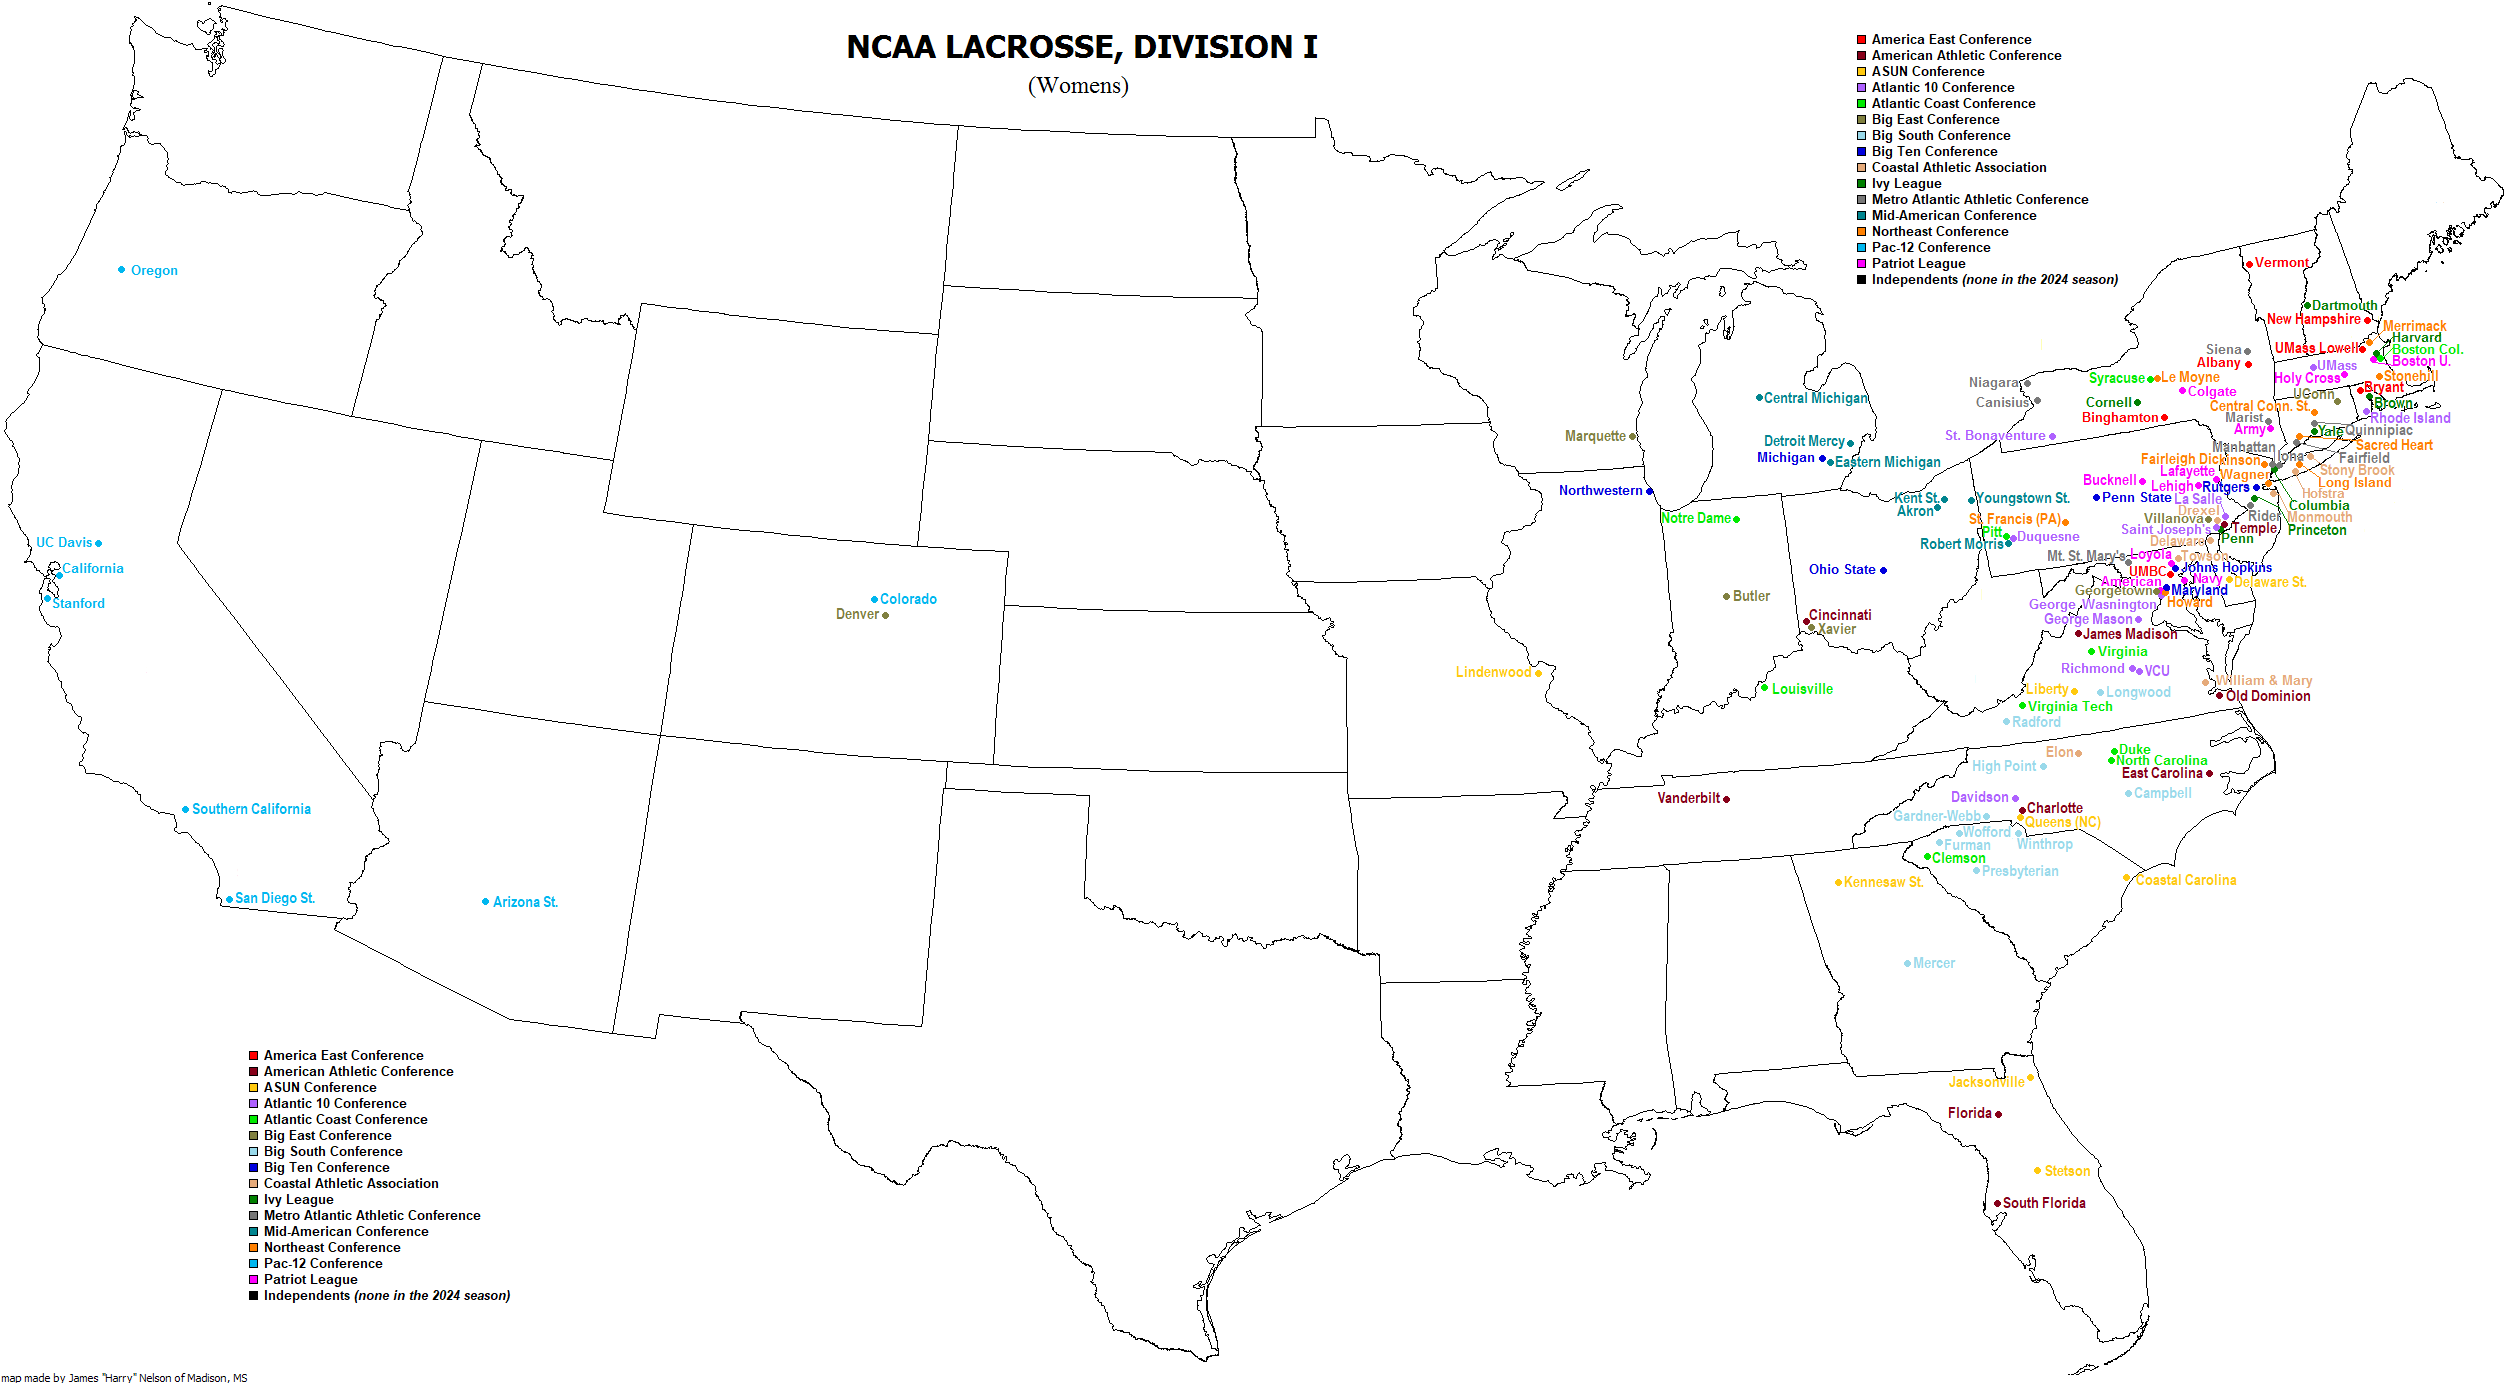 NCAA LACROSSE, DIVISION I
(Womens)
America East Conference
American Athletic Conference
ASUN Conference
Atlantic 10 Conference
Atlantic Coast Conference
Big East Conference
Big South Conference
Big Ten Conference
Coastal Athletic Association
Ivy League
Metro Atlantic Athletic Conference
Mid-American Conference
Northeast Conference
Pac-12 Conference
Patriot League
Independents (none in the 2024 season)
Oregon
UC Davis
California
Stanford
Southern California
San Diego St.
Arizona St.
Colorado
Denver
Lindenwood
Marquette
Northwestern
Central Michigan
Detroit Mercy
Michigan
Eastern Michigan
Notre Dame
Butler
Ohio State
Cincinnati
Xavier
Louisville
Vanderbilt
Kent St.
Akron
Youngstown St.
St. Francis (PA)
Pitt
Duquesne
Robert Morris
Vermont
Dartmouth
New Hampshire
Merrimack
Harvard
UMass Lowell
Boston Col.
Boston U.
Siena
Albany
UMass
Holy Cross
Stonehill
Niagara
Canisius
Syracuse
Le Moyne
Colgate
Cornell
Binghamton
St. Bonaventure
Bryant
Brown
UConn
Central Conn. St.
Rhode Island
Marist
Army
Yale
Quinnipiac
Sacred Heart
Manhattan
Iona
Fairfield
Fairleigh Dickinson
Stony Brook
Lafayette
Wagner
Long Island
Bucknell
Lehigh
Rutgers
Hofstra
Penn State
La Salle
Columbia
Drexel
Rider
Monmouth
Villanova
Saint Joseph's
Temple
Princeton
Penn
Delaware
Mt. St. Mary's
Loyola
Towson
UMBC
Johns Hopkins
American
Navy
Delaware St.
Georgetown
Maryland
George Wasnington
Howard
George Mason
James Madison
Virginia
Richmond
VCU
William & Mary
Liberty
Longwood
Old Dominion
Virginia Tech
Radford
Elon
Duke
North Carolina
High Point
East Carolina
Campbell
Davidson
Charlotte
Gardner-Webb
Queens (NC)
Wofford
Winthrop
Furman
Clemson
Presbyterian
Kennesaw St.
Coastal Carolina
Mercer
Jacksonville
Florida
Stetson
South Florida
America East Conference
American Athletic Conference
ASUN Conference
Atlantic 10 Conference
Atlantic Coast Conference
Big East Conference
Big South Conference
Big Ten Conference
Coastal Athletic Association
Ivy League
Metro Atlantic Athletic Conference
Mid-American Conference
Northeast Conference
Pac-12 Conference
Patriot League
Independents (none in the 2024 season)
map made by James "Harry" Nelson of Madison, MS